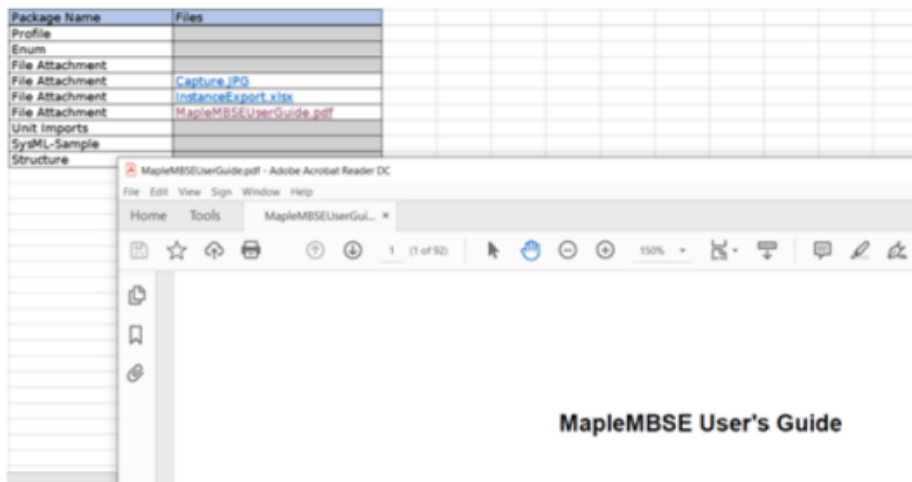 Package Name Files
Profile
Enum
File Attachment
File Attachment Capture.JPG
File Attachment InstanceExport.xlsx
File Attachment MapleMBSEUserGuide.pdf
Unit Imports
SysML-Sample
Structure
MapleMBSEUserGuide.pdf - Adobe Acrobat Reader DC
File Edit View Sign Window Help
Home Tools MapleMBSEUserGui... ×
1 (1 of 92) 150%
MapleMBSE User's Guide